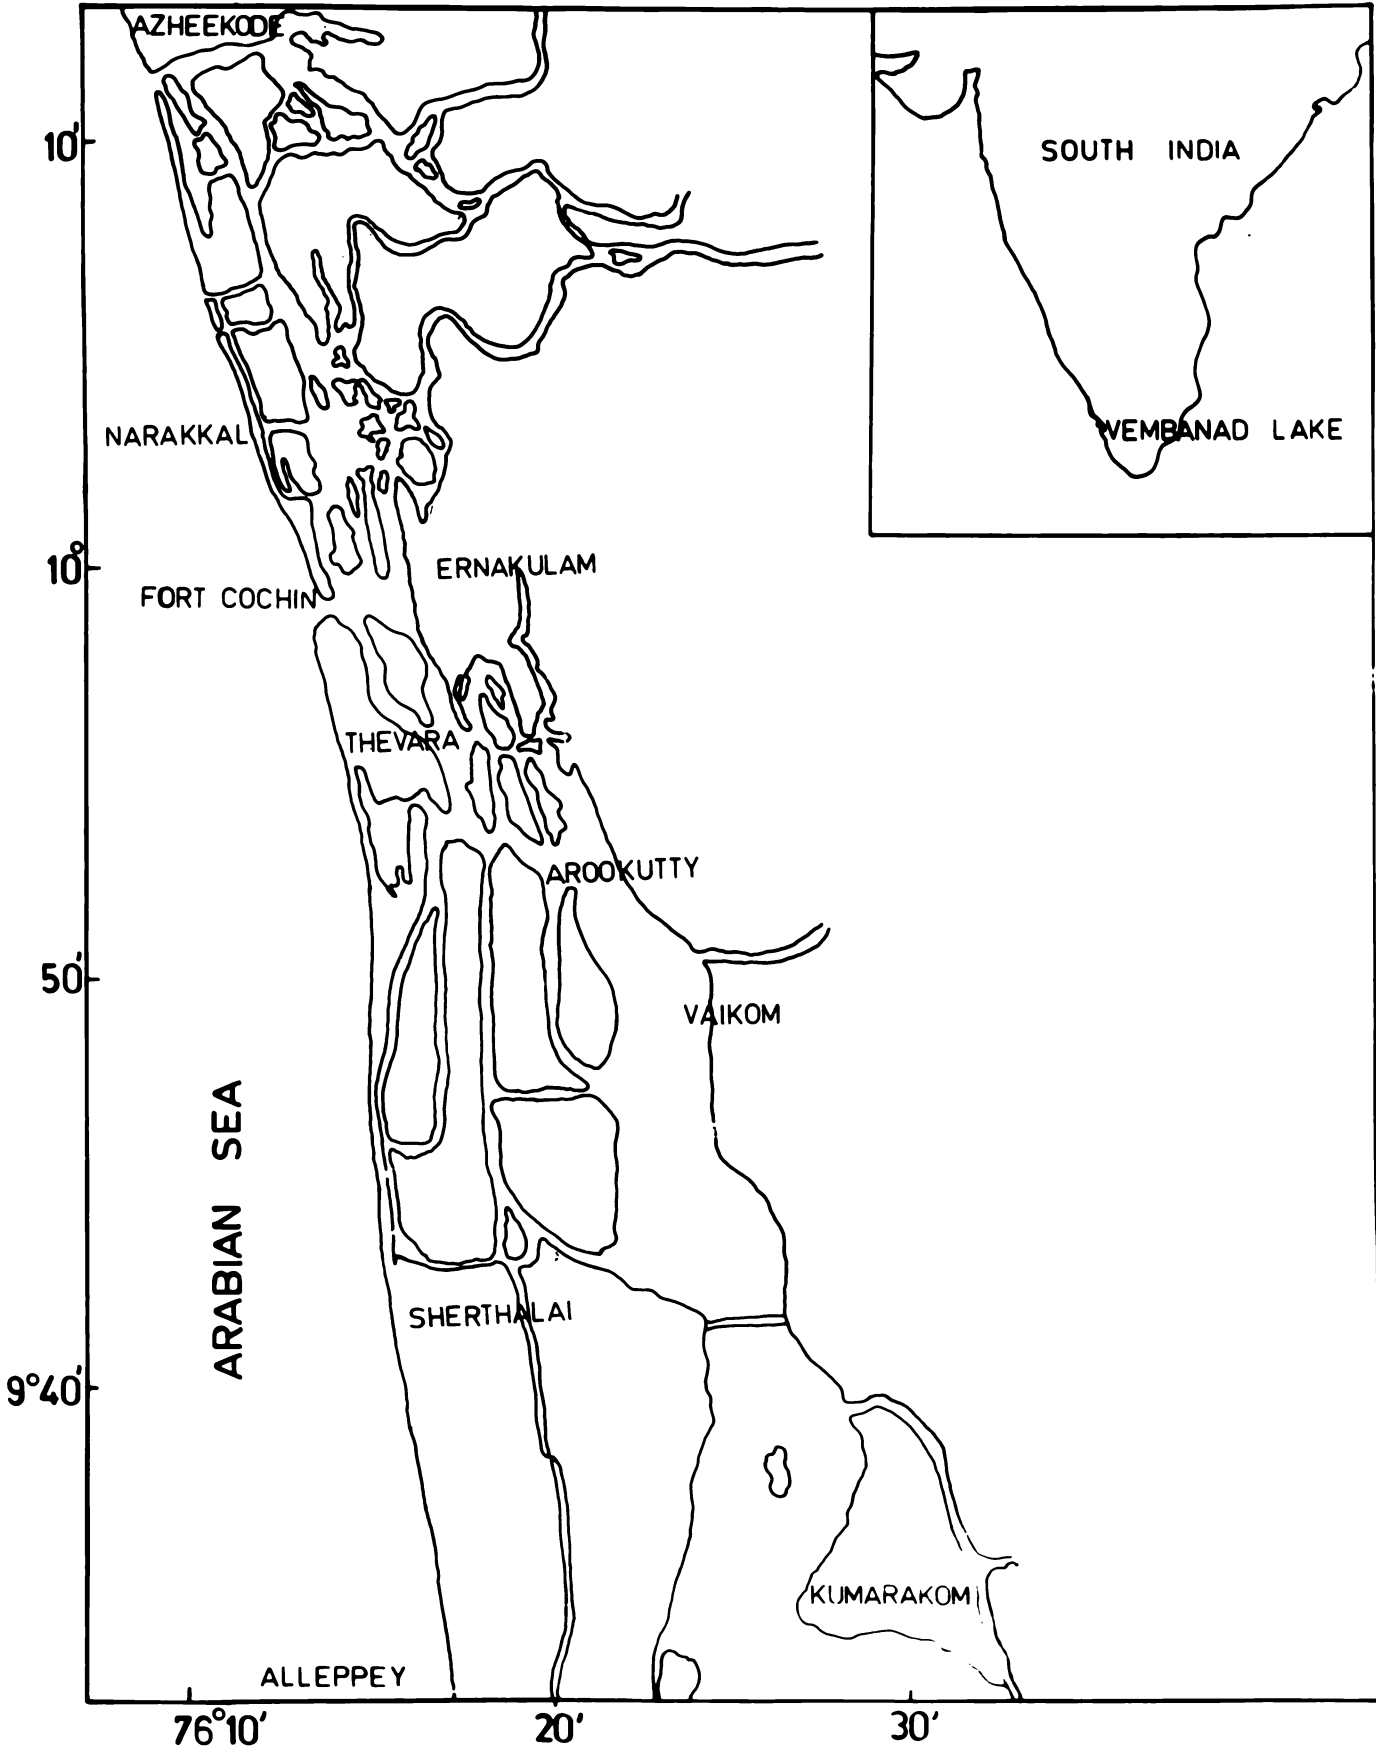 AZHEEKODE
10'
SOUTH INDIA
VEMBANAD LAKE
NARAKKAL
10°
ERNAKULAM
FORT COCHIN
THEVARA
AROOKUTTY
50'
VAIKOM
ARABIAN SEA
SHERTHALAI
9°40'
KUMARAKOM
ALLEPPEY
76°10' 20' 30'